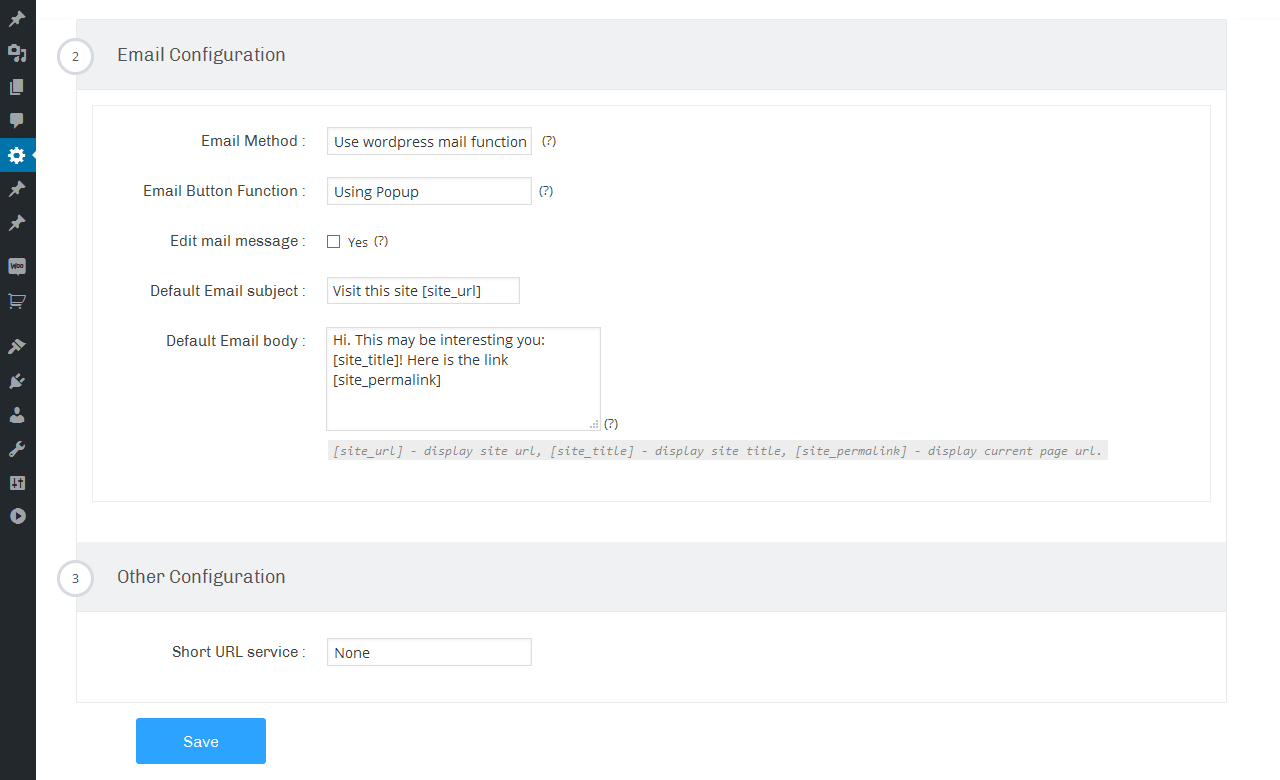 2
Email Configuration
Email Method :
Use wordpress mail function
(?)
Email Button Function :
Using Popup
(?)
Edit mail message :
Yes (?)
Default Email subject :
Visit this site [site_url]
Default Email body :
Hi. This may be interesting you:
[site_title]! Here is the link
[site_permalink]
(?)
[site_url] - display site url, [site_title] - display site title, [site_permalink] - display current page url.
Woo
3
Other Configuration
Short URL service :
None
Save